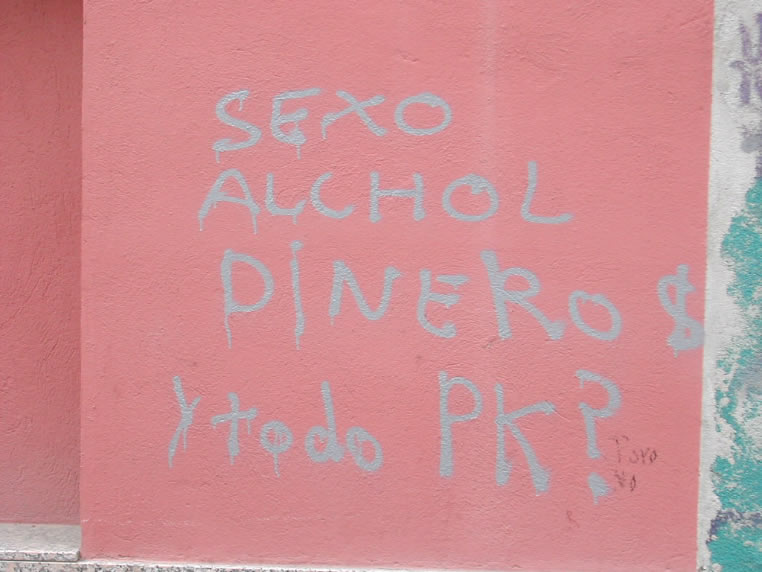 SEXO
ALCHOL
DINERO $
y todo PK?